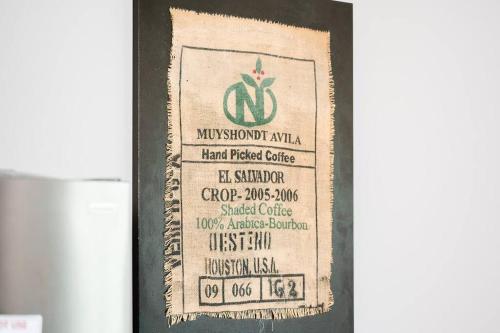 N
MUYSHONDT AVILA
Hand Picked Coffee
EL SALVADOR
CROP- 2005-2006
Shaded Coffee
100% Arabica-Bourbon
DESTINO
HOUSTON, U.S.A.
09 066 162